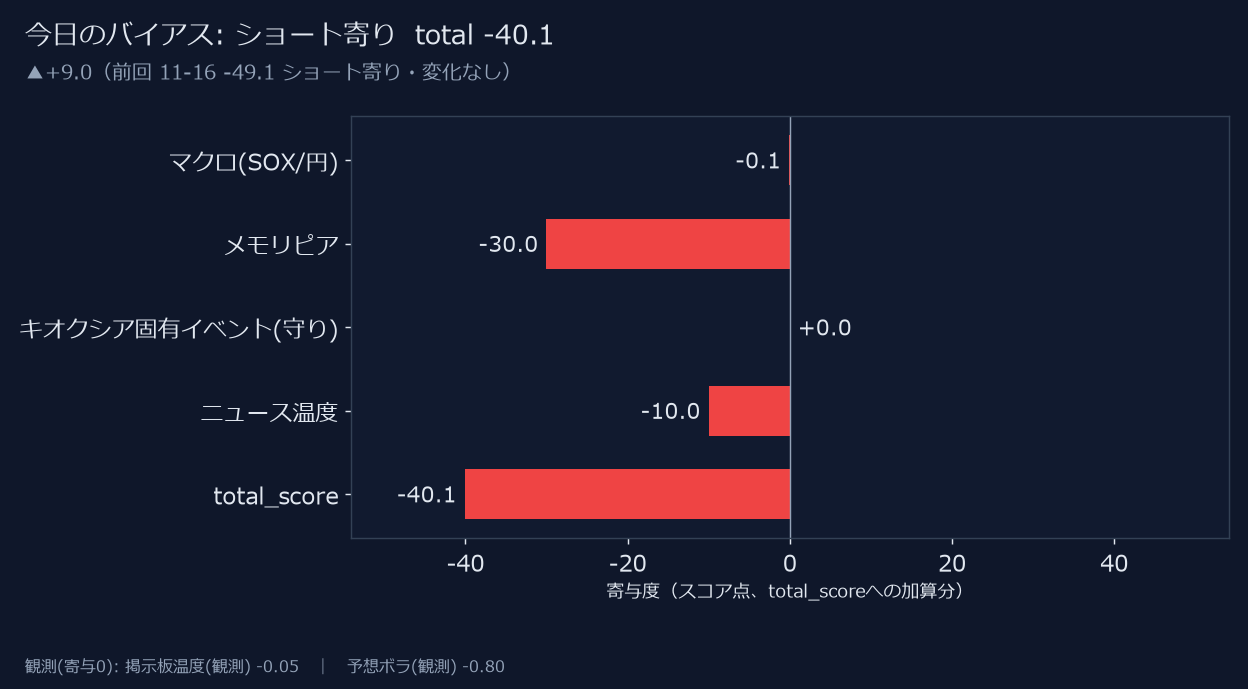 今日のバイアス: ショート寄り  total -40.1
▲+9.0（前回 11-16 -49.1 ショート寄り・変化なし）
マクロ(SOX/円)
-0.1
メモリピア
-30.0
キオクシア固有イベント(守り)
+0.0
ニュース温度
-10.0
total_score
-40.1
-40
-20
0
20
40
寄与度（スコア点、total_scoreへの加算分）
観測(寄与0): 掲示板温度(観測) -0.05　|　予想ボラ(観測) -0.80